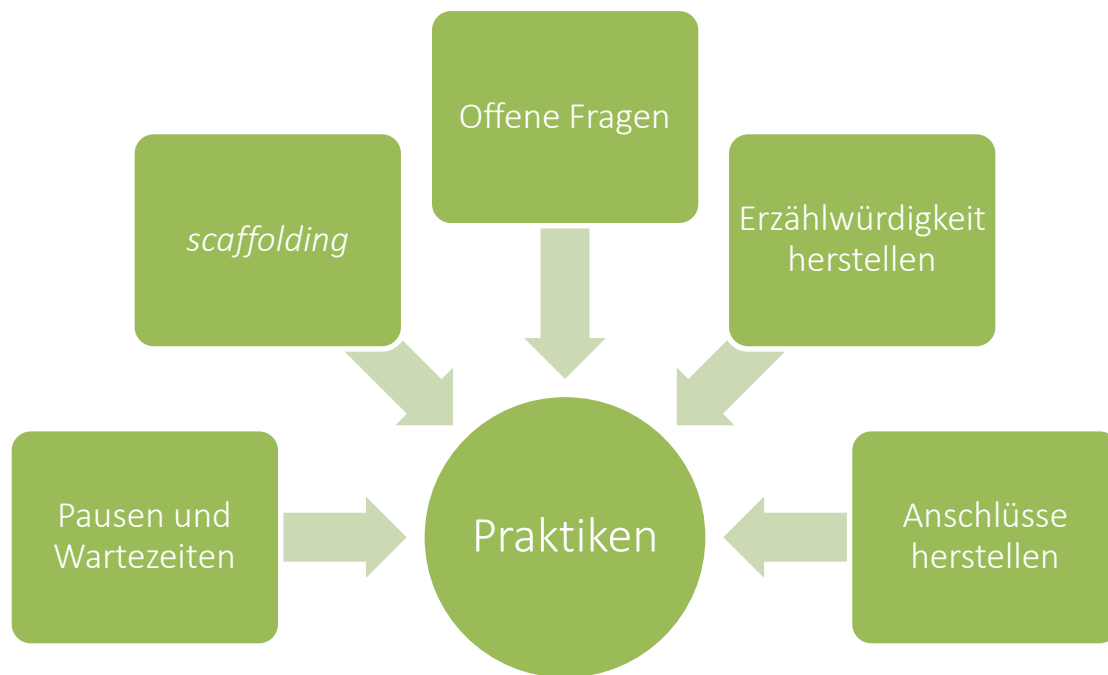 Offene Fragen
scaffolding
Erzählwürdigkeit
herstellen
Pausen und
Wartezeiten
Praktiken
Anschlüsse
herstellen